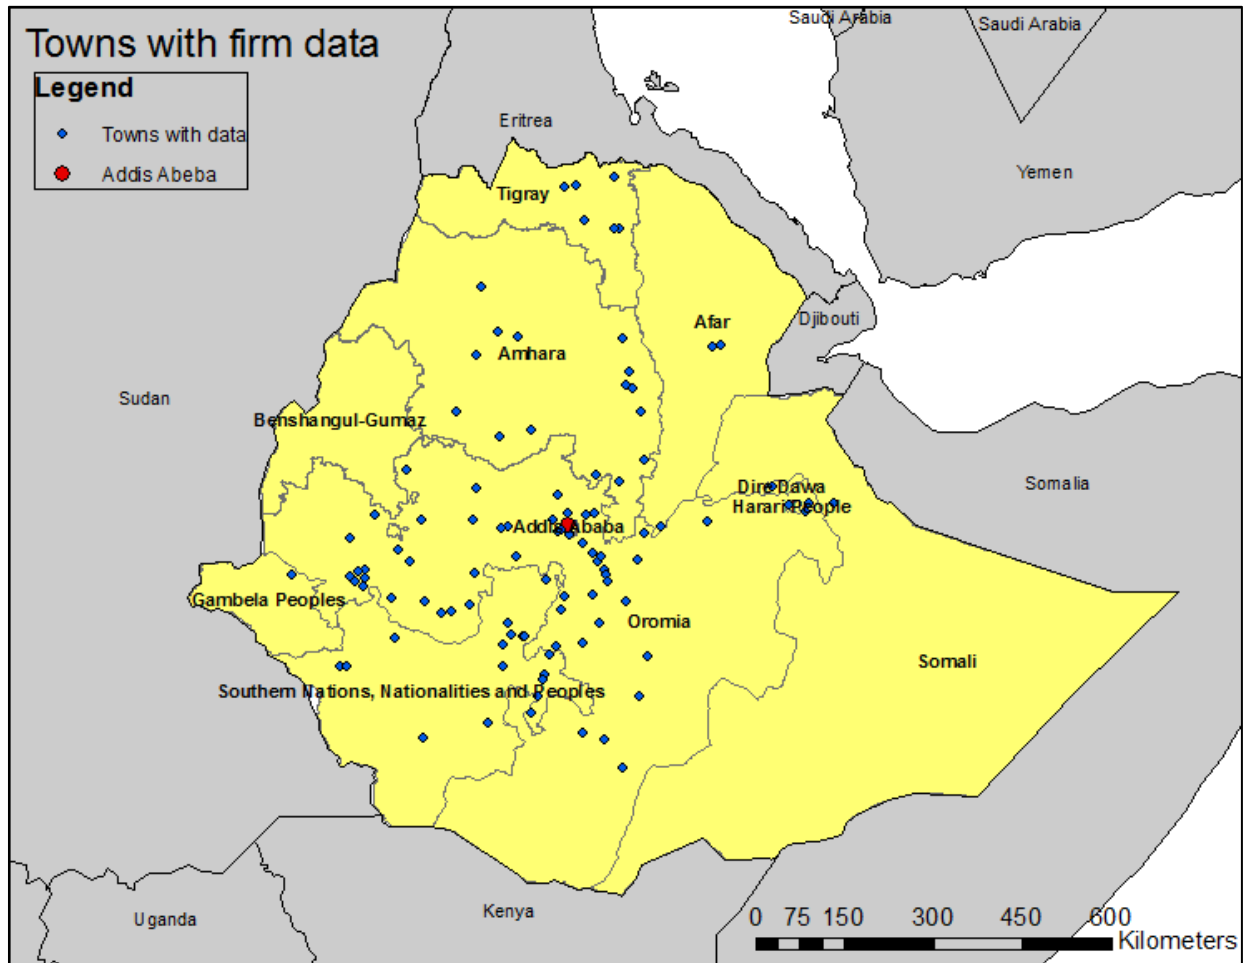 Towns with firm data
Legend
Towns with data
Addis Abeba
Saudi Arabia
Saudi Arabia
Eritrea
Yemen
Tigray
Afar
Djibouti
Amhara
Sudan
Benshangul-Gumaz
Dire Dawa
Harari People
Somalia
Addis Ababa
Gambela Peoples
Oromia
Somali
Southern Nations, Nationalities and Peoples
Kenya
Uganda
0 75 150 300 450 600
Kilometers